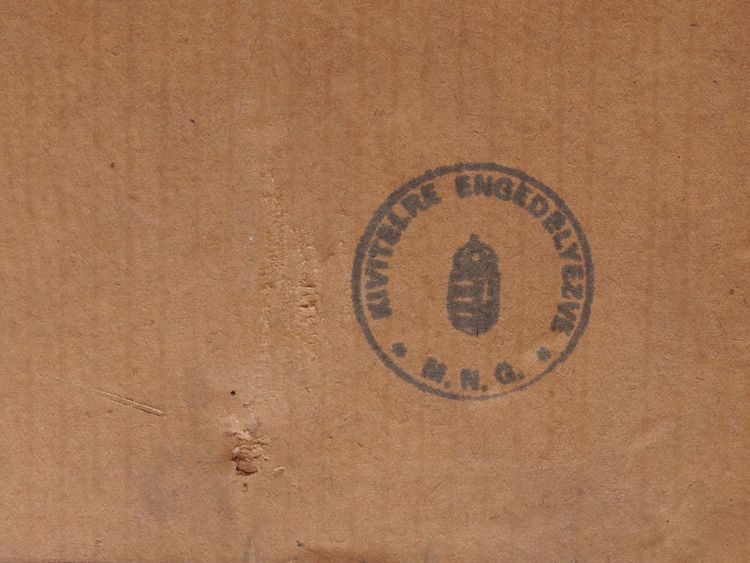 KIVITELRE ENGEDÉLYEZVE
* M. N. G. *